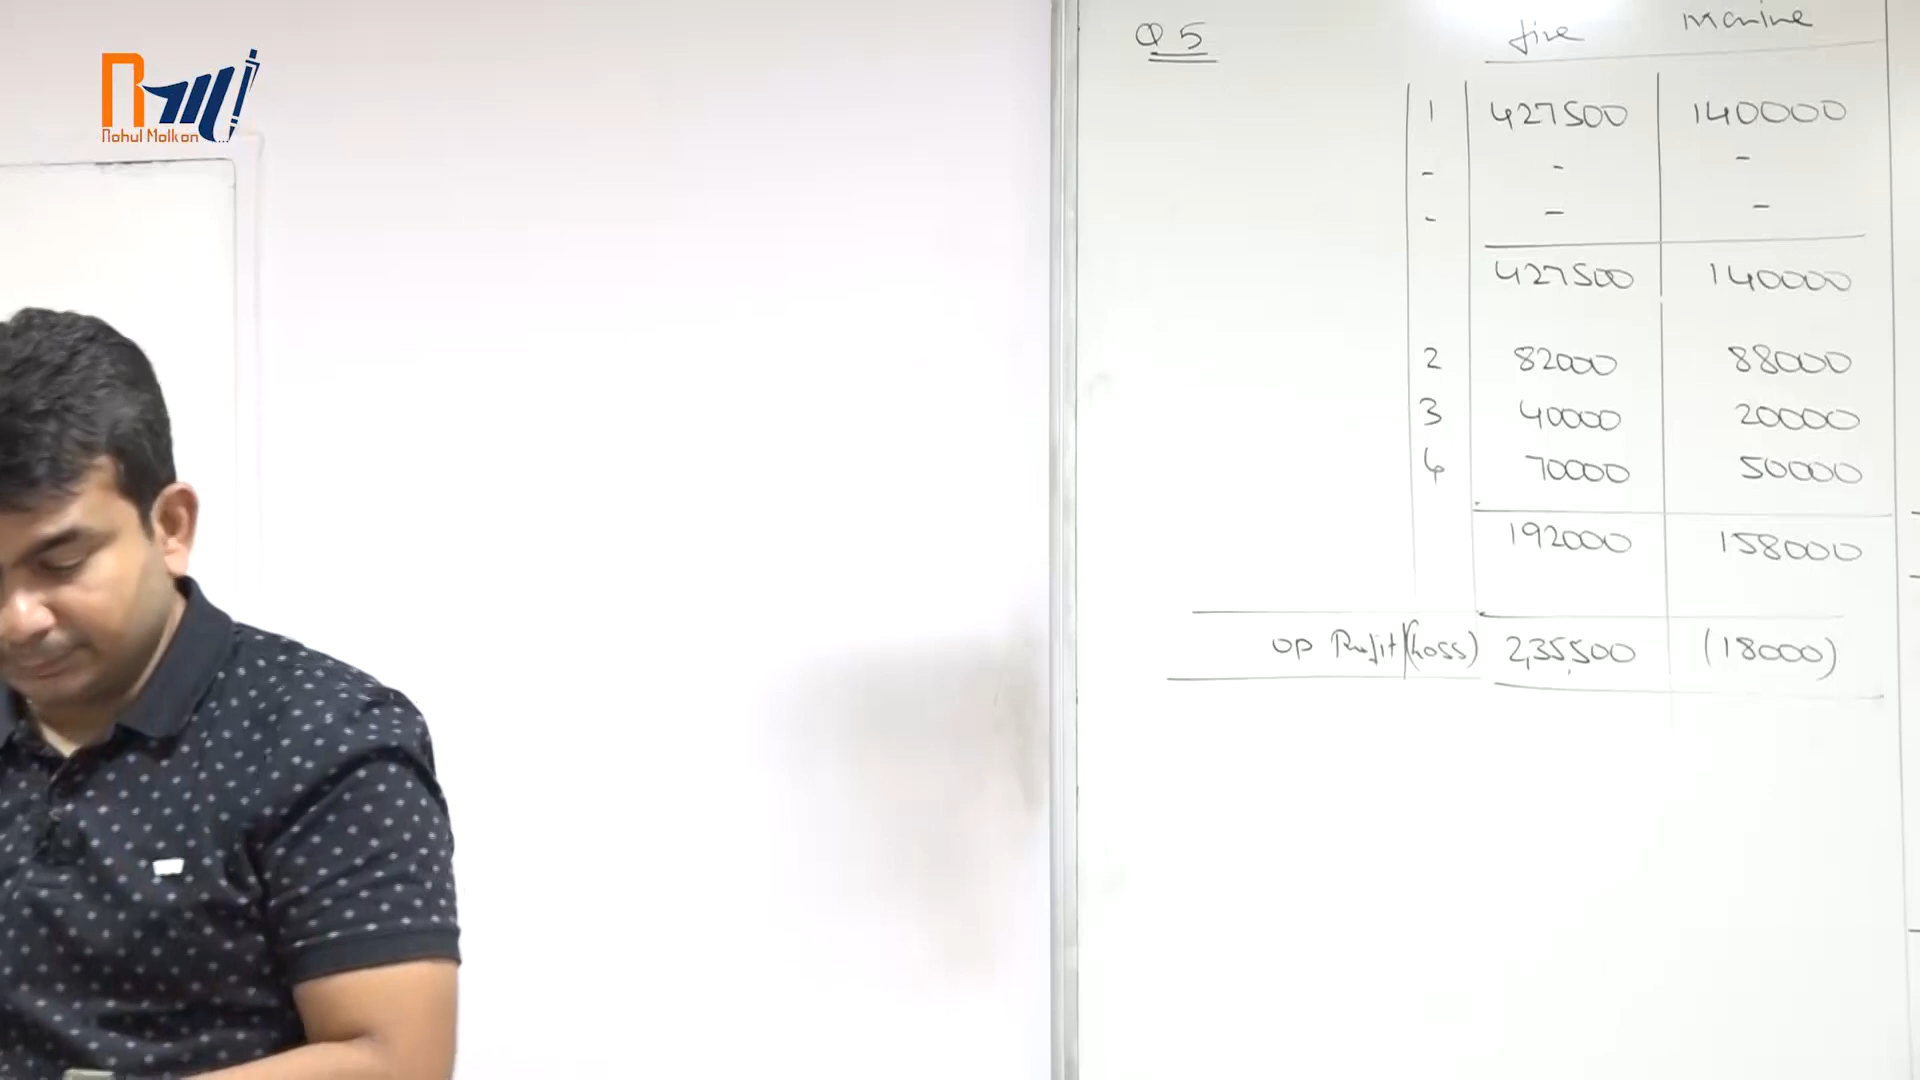 Rahul Malkan
Q 5
fire Marine
1 427500 140000
- - -
- - -
427500 140000
2 82000 88000
3 40000 20000
4 70000 50000
192000 158000
OP Profit/(Loss) 2,35,500 (18000)